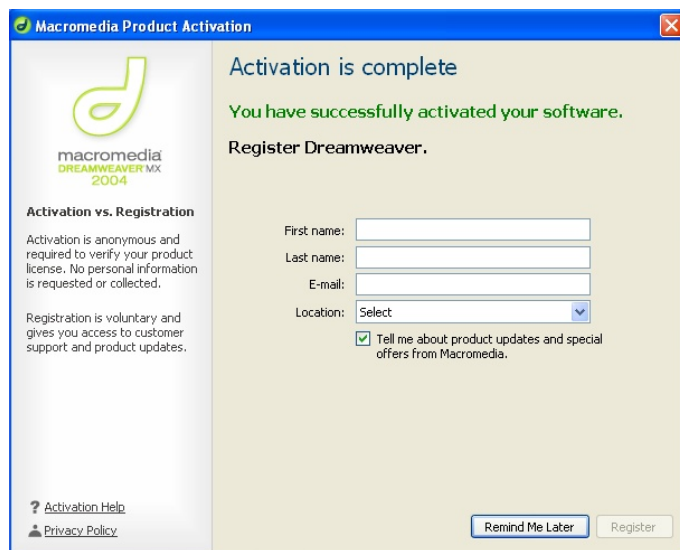 Macromedia Product Activation
macromedia
DREAMWEAVER MX
2004
Activation vs. Registration
Activation is anonymous and
required to verify your product
license. No personal information
is requested or collected.
Registration is voluntary and
gives you access to customer
support and product updates.
? Activation Help
Privacy Policy
Activation is complete
You have successfully activated your software.
Register Dreamweaver.
First name:
Last name:
E-mail:
Location: Select
Tell me about product updates and special
offers from Macromedia.
Remind Me Later Register